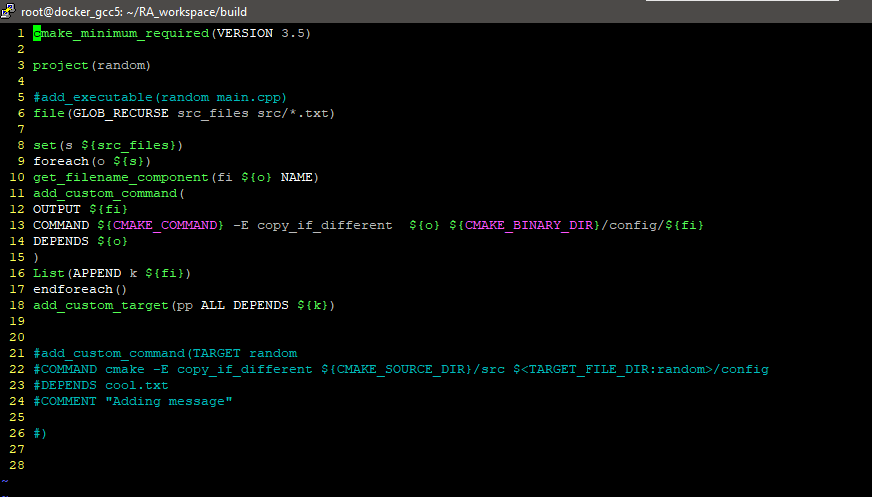 root@docker_gcc5: ~/RA_workspace/build
1 cmake_minimum_required(VERSION 3.5)
2
3 project(random)
4
5 #add_executable(random main.cpp)
6 file(GLOB_RECURSE src_files src/*.txt)
7
8 set(s ${src_files})
9 foreach(o ${s})
10 get_filename_component(fi ${o} NAME)
11 add_custom_command(
12 OUTPUT ${fi}
13 COMMAND ${CMAKE_COMMAND} -E copy_if_different  ${o} ${CMAKE_BINARY_DIR}/config/${fi}
14 DEPENDS ${o}
15 )
16 List(APPEND k ${fi})
17 endforeach()
18 add_custom_target(pp ALL DEPENDS ${k})
19
20
21 #add_custom_command(TARGET random
22 #COMMAND cmake -E copy_if_different ${CMAKE_SOURCE_DIR}/src $<TARGET_FILE_DIR:random>/config
23 #DEPENDS cool.txt
24 #COMMENT "Adding message"
25
26 #)
27
28
~
~